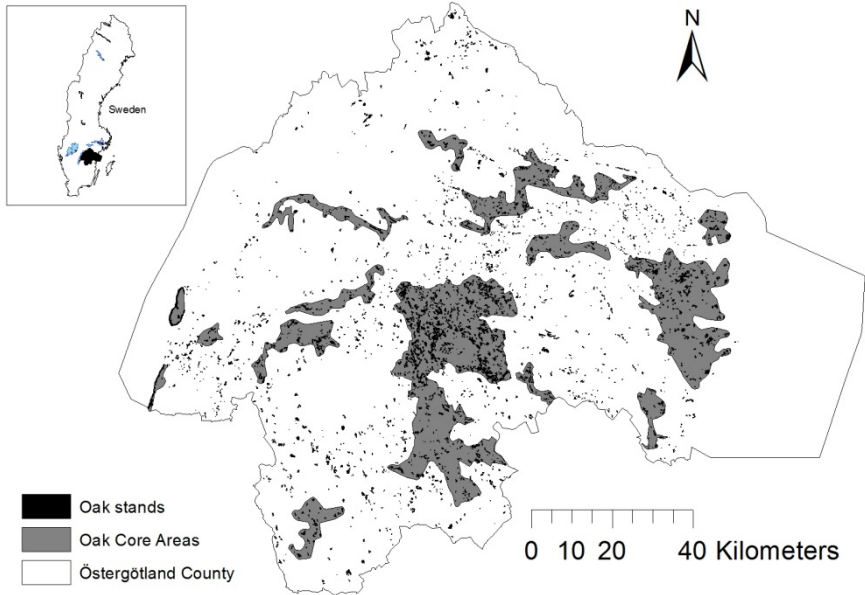 Sweden
N
Oak stands
Oak Core Areas
Östergötland County
0 10 20 40 Kilometers